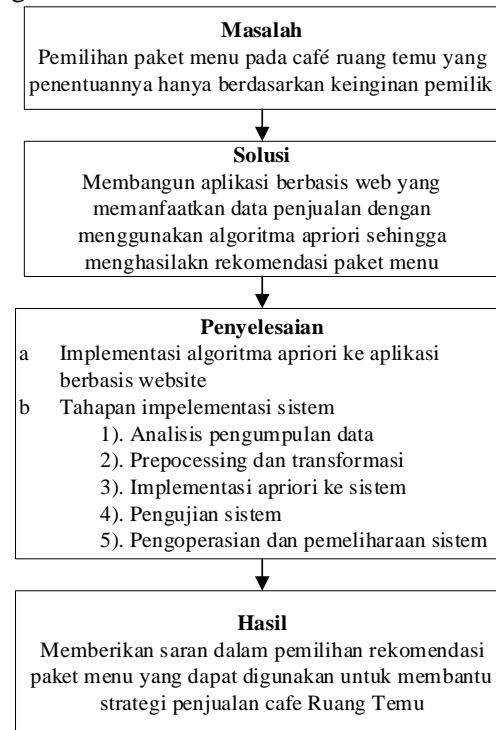 Masalah
Pemilihan paket menu pada café ruang temu yang
penentuannya hanya berdasarkan keinginan pemilik
Solusi
Membangun aplikasi berbasis web yang
memanfaatkan data penjualan dengan
menggunakan algoritma apriori sehingga
menghasilakn rekomendasi paket menu
Penyelesaian
a Implementasi algoritma apriori ke aplikasi
berbasis website
b Tahapan impelementasi sistem
1). Analisis pengumpulan data
2). Prepocessing dan transformasi
3). Implementasi apriori ke sistem
4). Pengujian sistem
5). Pengoperasian dan pemeliharaan sistem
Hasil
Memberikan saran dalam pemilihan rekomendasi
paket menu yang dapat digunakan untuk membantu
strategi penjualan cafe Ruang Temu